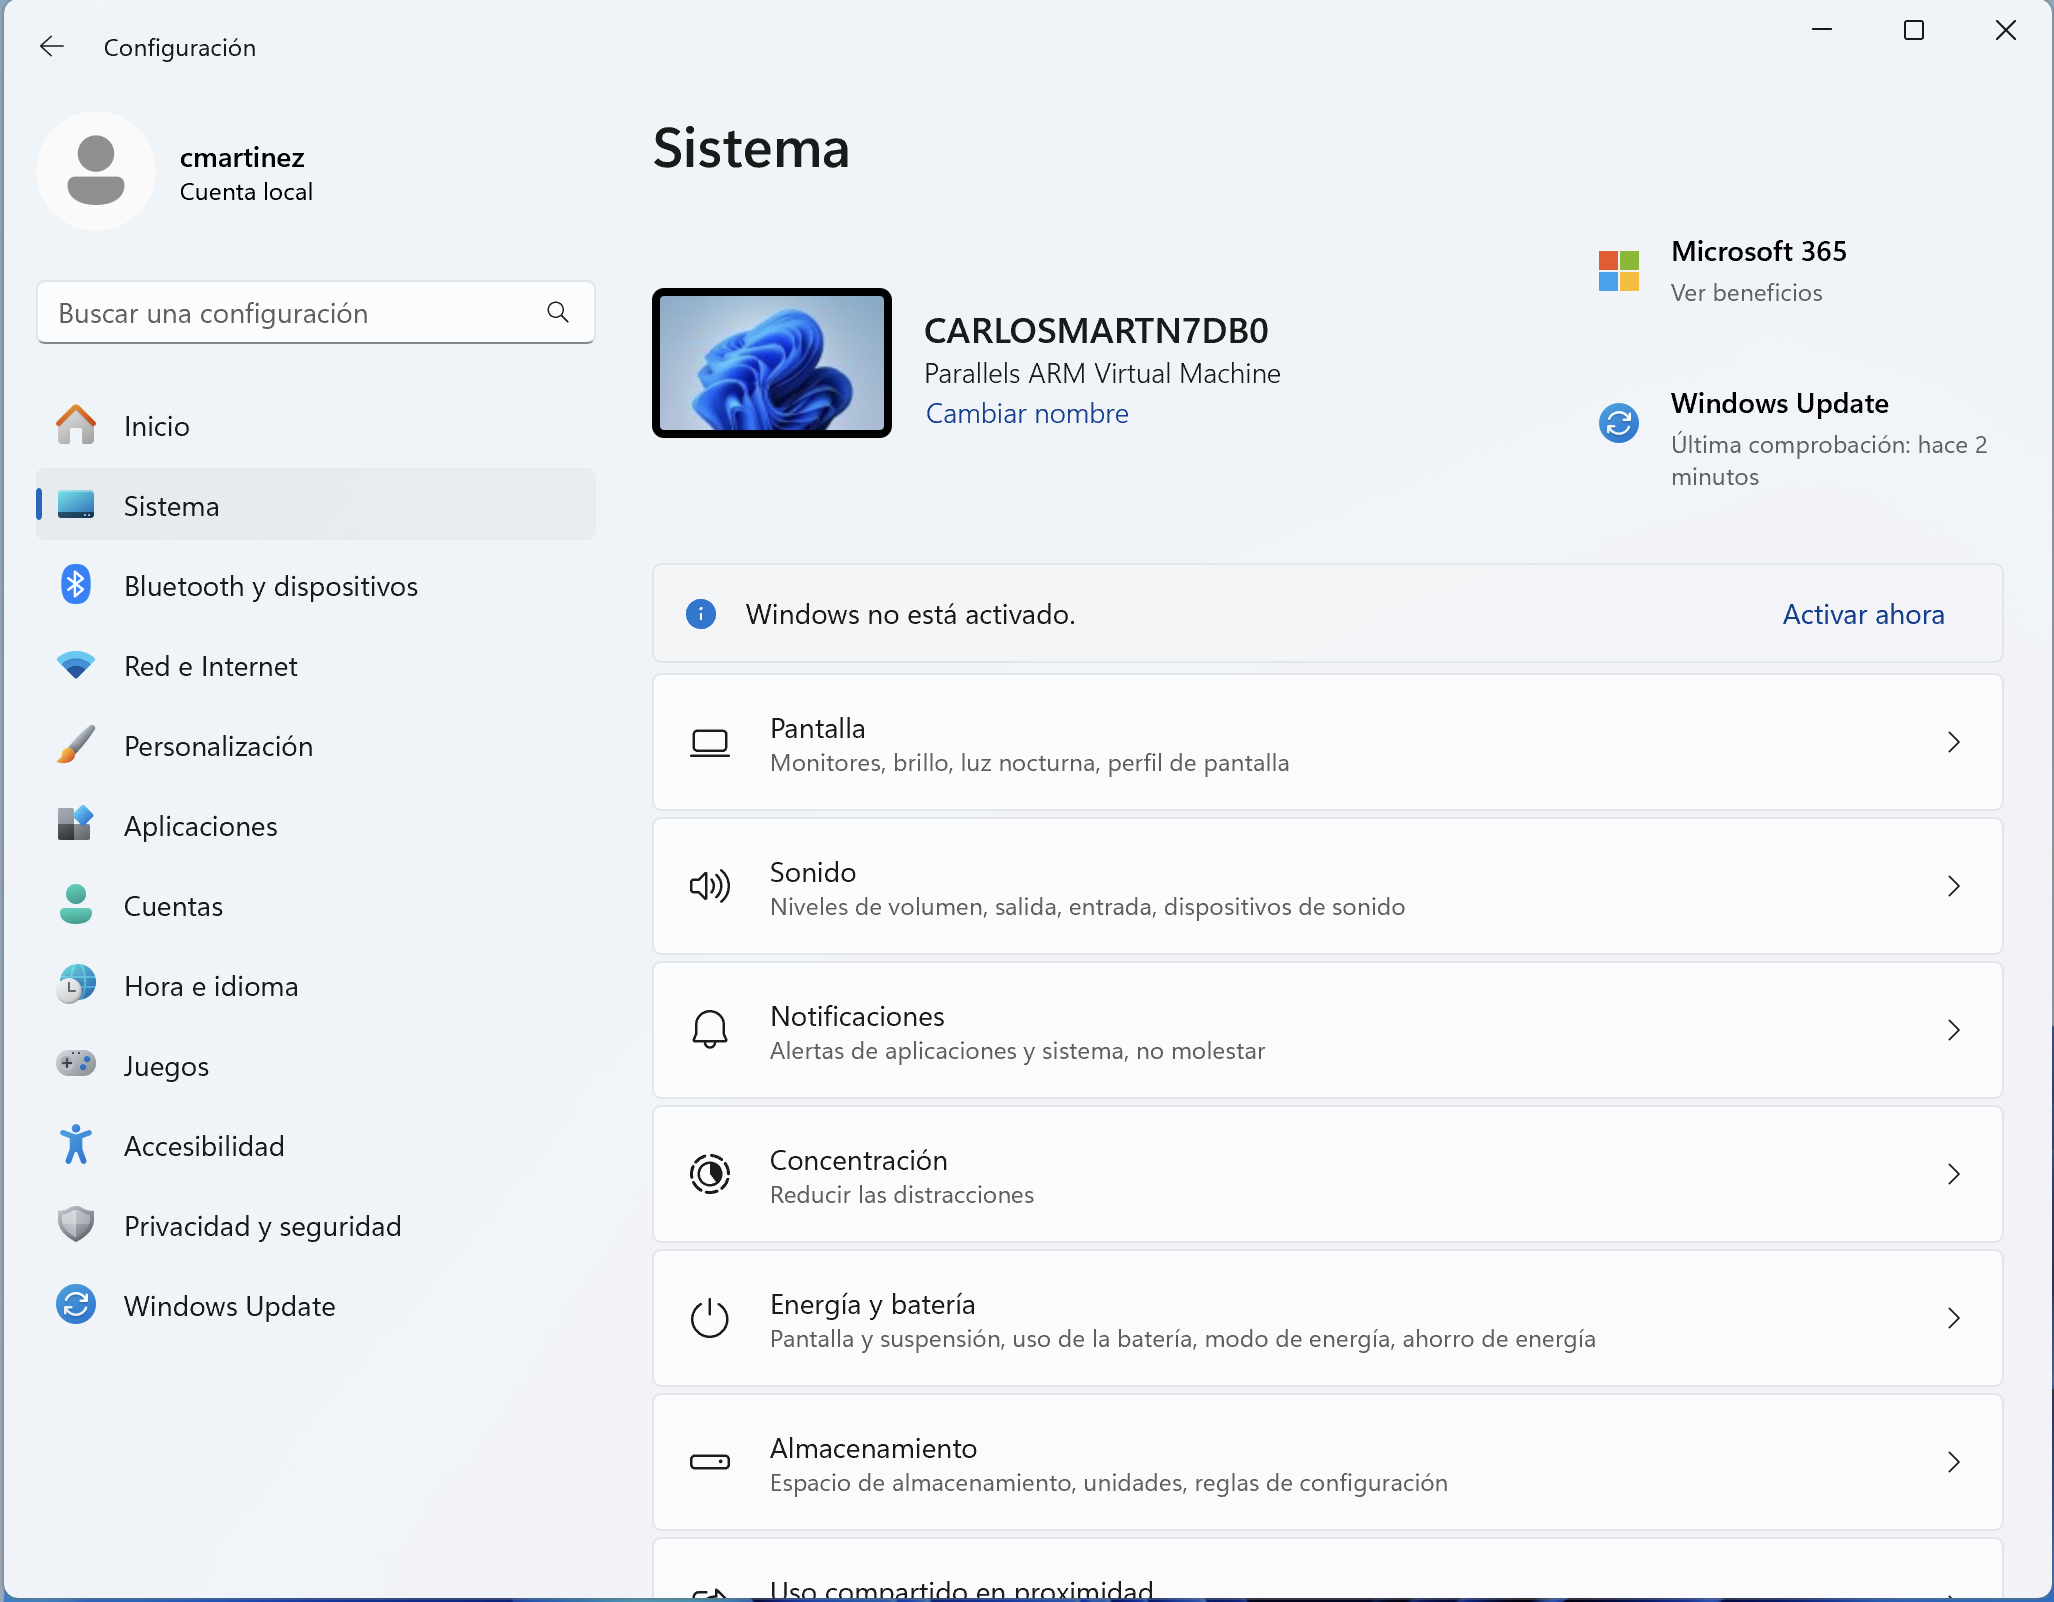 Configuración
cmartinez
Cuenta local
Buscar una configuración
Inicio
Sistema
Bluetooth y dispositivos
Red e Internet
Personalización
Aplicaciones
Cuentas
Hora e idioma
Juegos
Accesibilidad
Privacidad y seguridad
Windows Update
Sistema
CARLOSMARTN7DB0
Parallels ARM Virtual Machine
Cambiar nombre
Microsoft 365
Ver beneficios
Windows Update
Última comprobación: hace 2
minutos
Windows no está activado.
Activar ahora
Pantalla
Monitores, brillo, luz nocturna, perfil de pantalla
Sonido
Niveles de volumen, salida, entrada, dispositivos de sonido
Notificaciones
Alertas de aplicaciones y sistema, no molestar
Concentración
Reducir las distracciones
Energía y batería
Pantalla y suspensión, uso de la batería, modo de energía, ahorro de energía
Almacenamiento
Espacio de almacenamiento, unidades, reglas de configuración
Uso compartido en proximidad